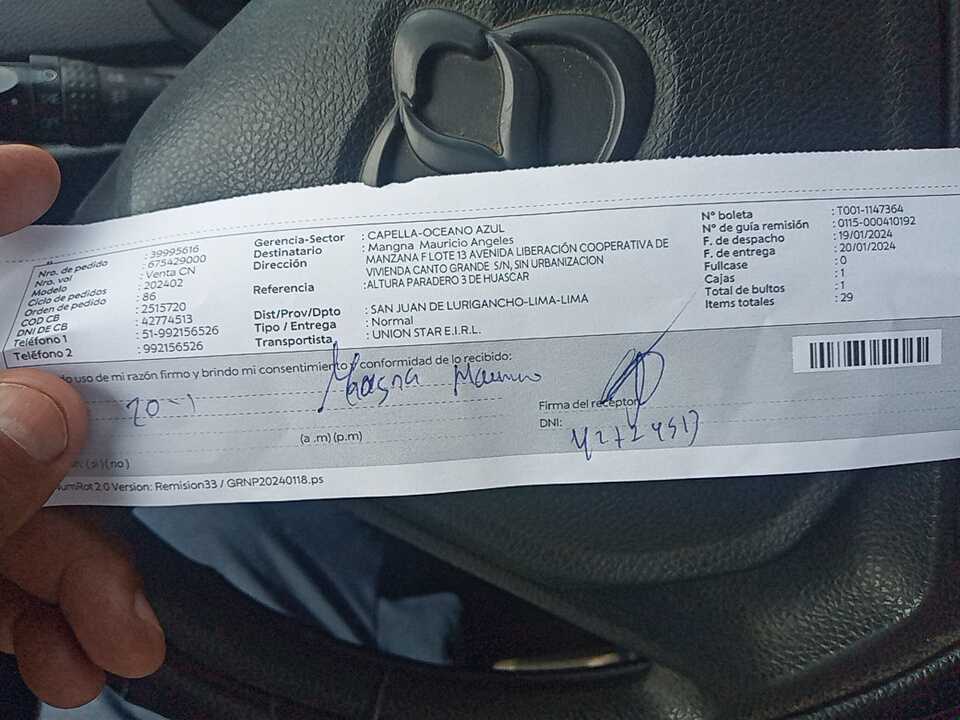 Nro. de pedido : 39995616
Nro. vol : 675429000
Modelo : Venta CN
Ciclo de pedidos : 202402
Orden de pedido : 86
COD CB : 2515720
DNI DE CB : 42774513
Teléfono 1 : 51-992156526
Teléfono 2 : 992156526
Gerencia-Sector : CAPELLA-OCEANO AZUL
Destinatario : Mangna Mauricio Angeles
Dirección : MANZANA F LOTE 13 AVENIDA LIBERACIÓN COOPERATIVA DE
VIVIENDA CANTO GRANDE S/N, SIN URBANIZACION
Referencia : ALTURA PARADERO 3 DE HUASCAR
Dist/Prov/Dpto : SAN JUAN DE LURIGANCHO-LIMA-LIMA
Tipo / Entrega : Normal
Transportista : UNION STAR E.I.R.L.
N° boleta : T001-1147364
N° de guía remisión : 0115-000410192
F. de despacho : 19/01/2024
F. de entrega : 20/01/2024
Fullcase : 0
Cajas : 1
Total de bultos : 1
Items totales : 29
uso de mi razón firmo y brindo mi consentimiento y conformidad de lo recibido:
20-1
Firma del receptor
DNI:
(a .m) (p.m)
(si) (no)
NumRot 2.0 Version: Remision33 / GRNP20240118.ps